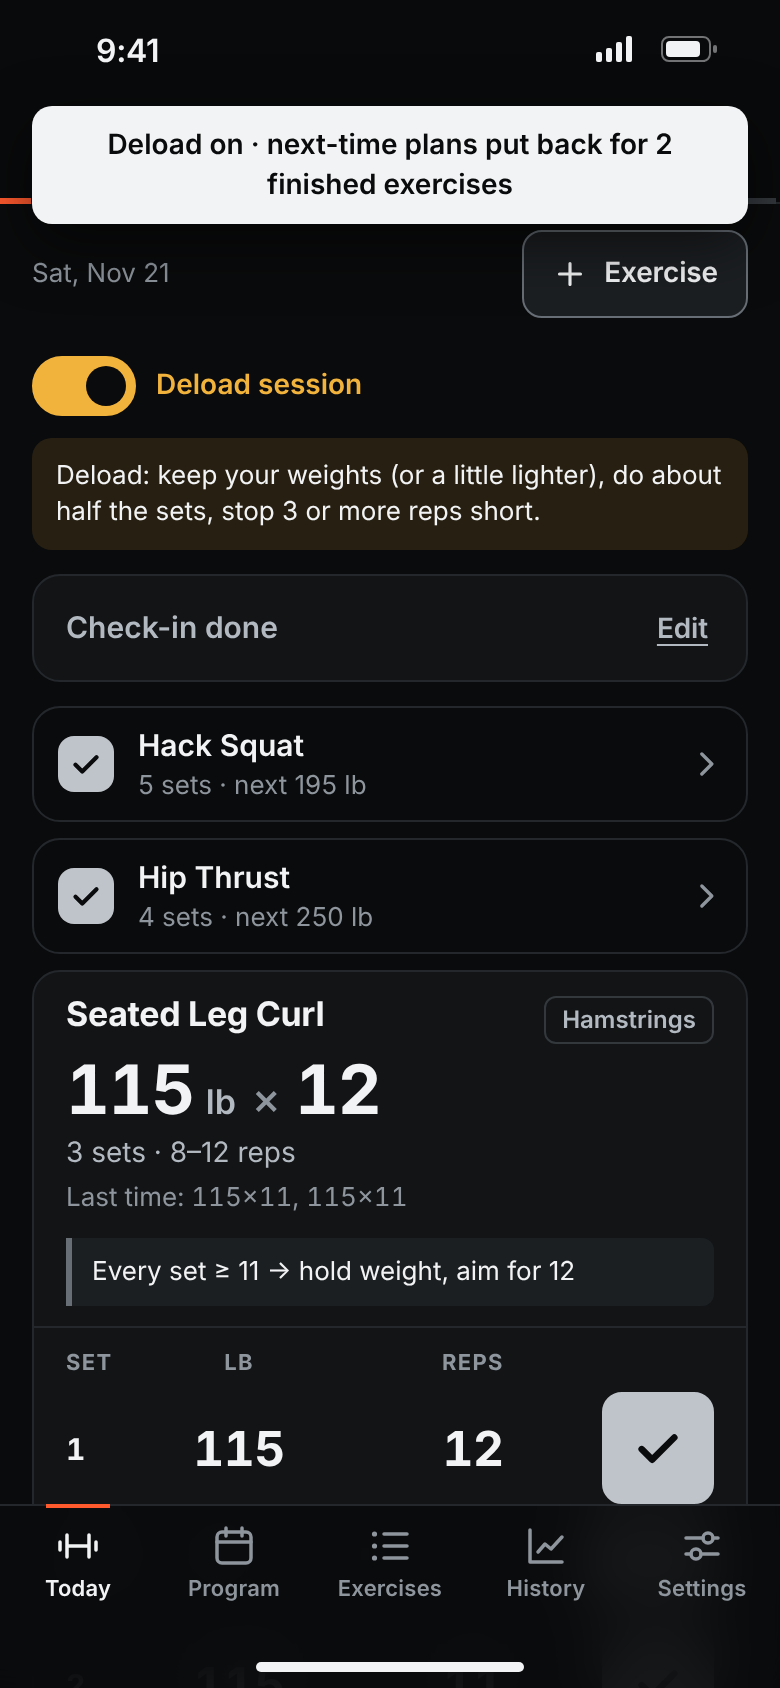 9:41
Deload on · next-time plans put back for 2
finished exercises
Sat, Nov 21
Exercise
Deload session
Deload: keep your weights (or a little lighter), do about
half the sets, stop 3 or more reps short.
Check-in done
Edit
Hack Squat
5 sets · next 195 lb
Hip Thrust
4 sets · next 250 lb
Seated Leg Curl
Hamstrings
115 lb × 12
3 sets · 8–12 reps
Last time: 115×11, 115×11
Every set ≥ 11 → hold weight, aim for 12
SET LB REPS
1 115 12
Today Program Exercises History Settings